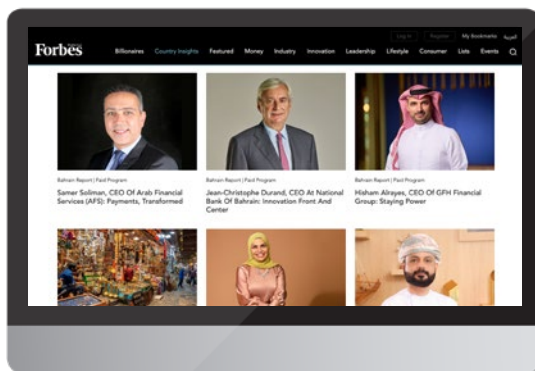 Log In Register My Bookmarks العربية
Forbes
Billionaires Country Insights Featured Money Industry Innovation Leadership Lifestyle Consumer Lists Events
Bahrain Report | Paid Program
Samer Soliman, CEO Of Arab Financial
Services (AFS): Payments, Transformed
Bahrain Report | Paid Program
Jean-Christophe Durand, CEO At National
Bank Of Bahrain: Innovation Front And
Center
Bahrain Report | Paid Program
Hisham Alrayes, CEO Of GFH Financial
Group: Staying Power